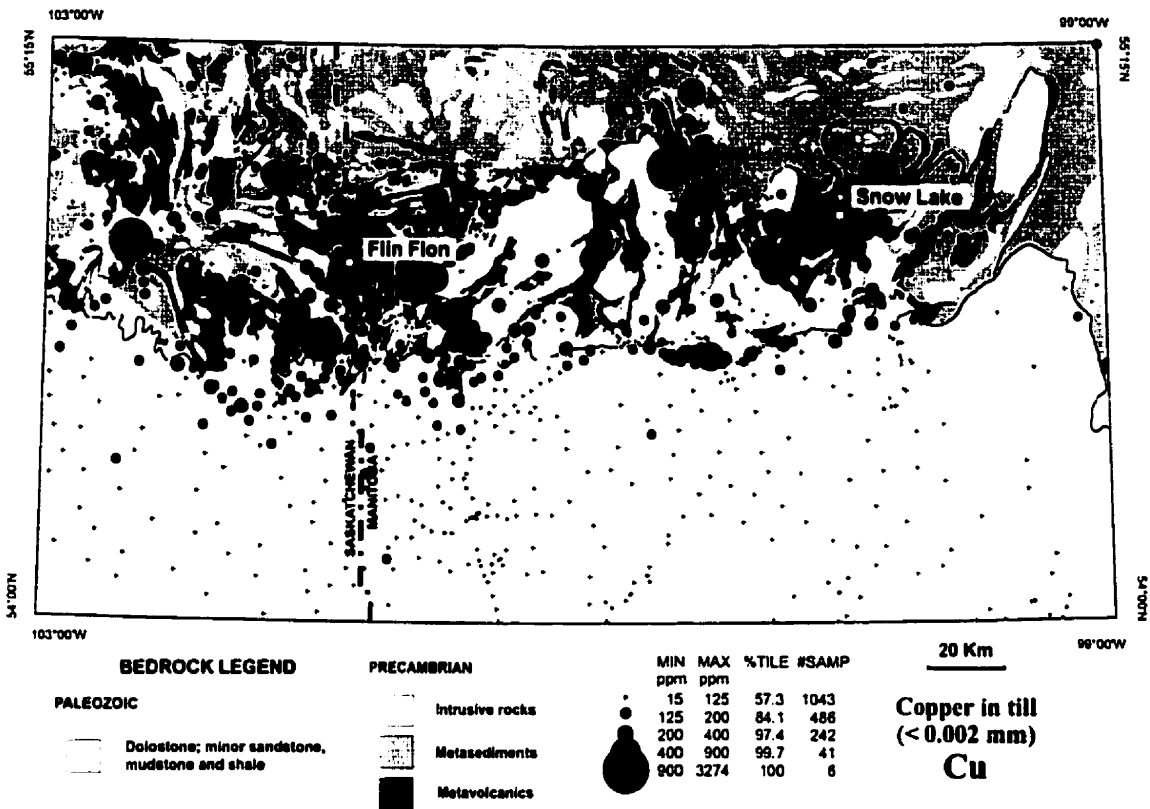 103°00'W
99°00'W
55°15'N
55°15'N
Snow Lake
Flin Flon
SASKATCHEWAN
MANITOBA
54°00'N
54°00'N
103°00'W
99°00'W
BEDROCK LEGEND
PALEOZOIC
Dolostone; minor sandstone,
mudstone and shale
PRECAMBRIAN
Intrusive rocks
Metasediments
Metavolcanics
MIN MAX %TILE #SAMP
ppm ppm
15 125 57.3 1043
125 200 84.1 486
200 400 97.4 242
400 900 99.7 41
900 3274 100 6
20 Km
Copper in till
(< 0.002 mm)
Cu